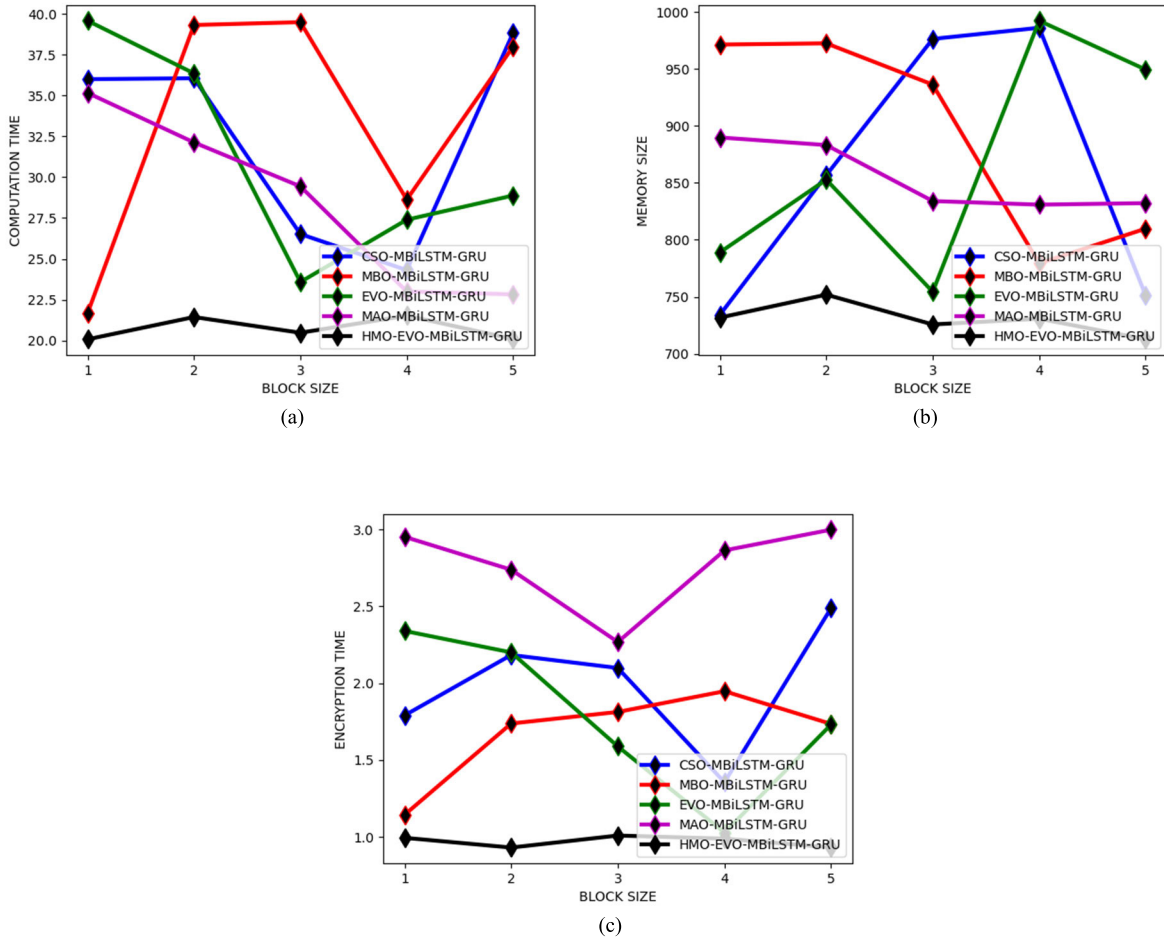 40.0
37.5
35.0
32.5
30.0
27.5
25.0
22.5
20.0
COMPUTATION TIME
CSO-MBiLSTM-GRU
MBO-MBiLSTM-GRU
EVO-MBiLSTM-GRU
MAO-MBiLSTM-GRU
HMO-EVO-MBiLSTM-GRU
1 2 3 4 5
BLOCK SIZE
(a)
1000
950
900
850
800
750
700
MEMORY SIZE
CSO-MBiLSTM-GRU
MBO-MBiLSTM-GRU
EVO-MBiLSTM-GRU
MAO-MBiLSTM-GRU
HMO-EVO-MBiLSTM-GRU
1 2 3 4 5
BLOCK SIZE
(b)
3.0
2.5
2.0
1.5
1.0
ENCRYPTION TIME
CSO-MBiLSTM-GRU
MBO-MBiLSTM-GRU
EVO-MBiLSTM-GRU
MAO-MBiLSTM-GRU
HMO-EVO-MBiLSTM-GRU
1 2 3 4 5
BLOCK SIZE
(c)